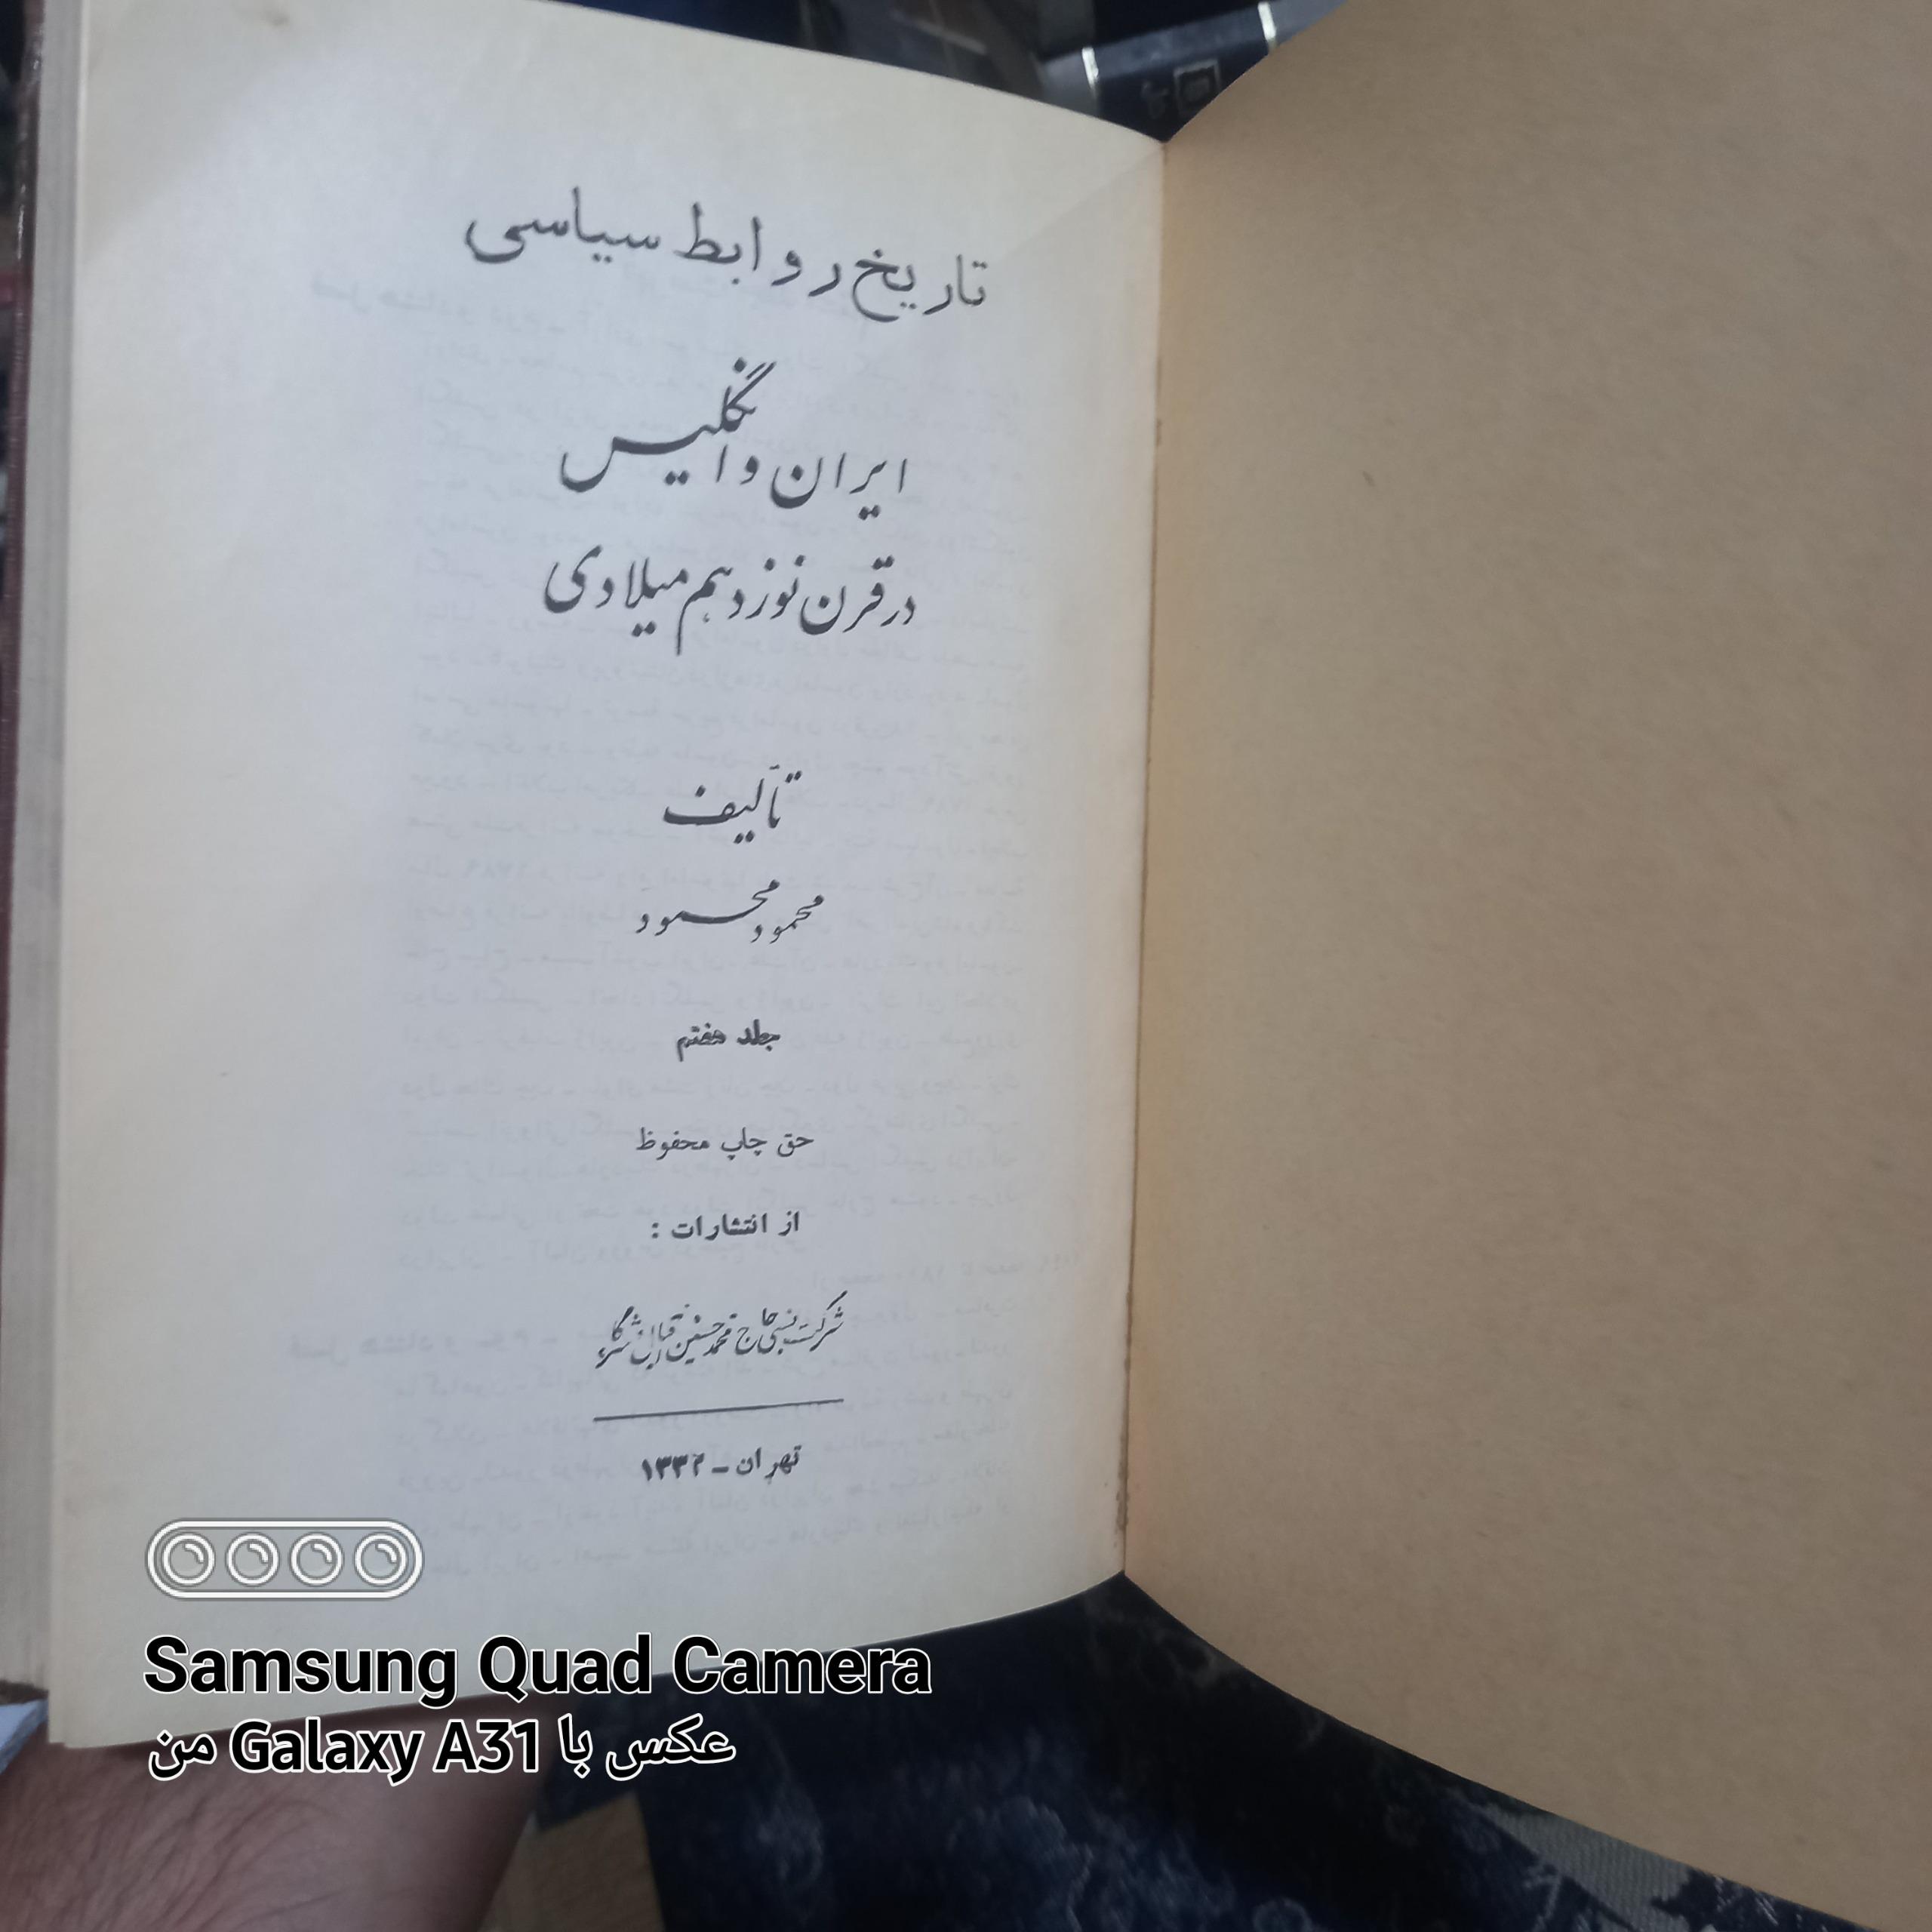 تاریخ روابط سیاسی
ایران و انگلیس
در قرن نوزدهم میلادی
تألیف
محمود محمود
جلد هفتم
حق چاپ محفوظ
از انتشارات :
شرکت نسبی حاج محمد حسین اقبال و شرکاء
تهران - ۱۳۳۲
Samsung Quad Camera
عکس با Galaxy A31 من